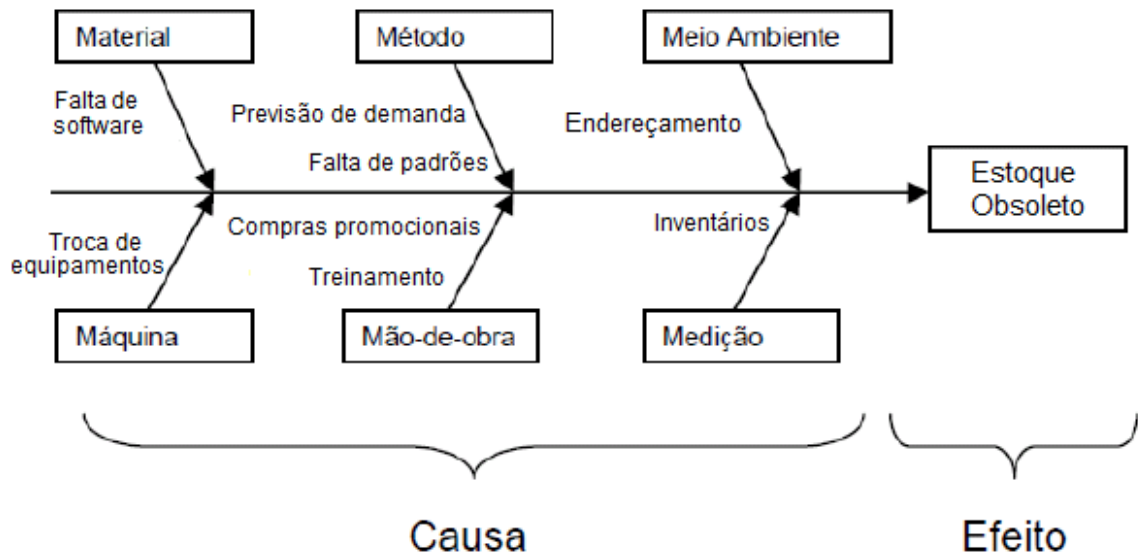 Material
Método
Meio Ambiente
Falta de
software
Previsão de demanda
Endereçamento
Falta de padrões
Estoque
Obsoleto
Compras promocionais
Inventários
Troca de
equipamentos
Treinamento
Máquina
Mão-de-obra
Medição
Causa
Efeito